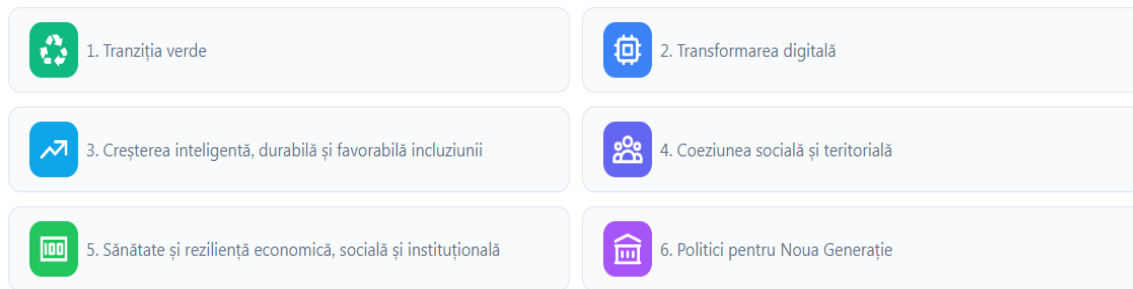 1. Tranziția verde
2. Transformarea digitală
3. Creșterea inteligentă, durabilă și favorabilă incluziunii
4. Coeziunea socială și teritorială
5. Sănătate și reziliență economică, socială și instituțională
6. Politici pentru Noua Generație